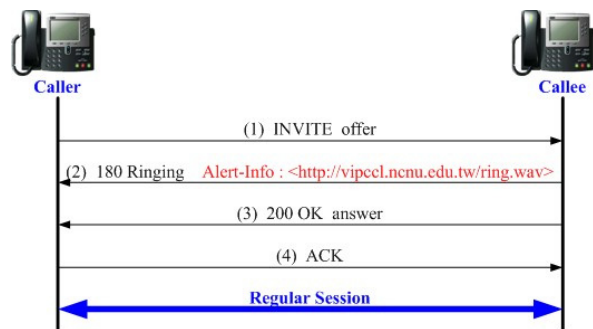 Caller
Callee
(1) INVITE offer
(2) 180 Ringing Alert-Info : <http://vipccl.ncnu.edu.tw/ring.wav>
(3) 200 OK answer
(4) ACK
Regular Session